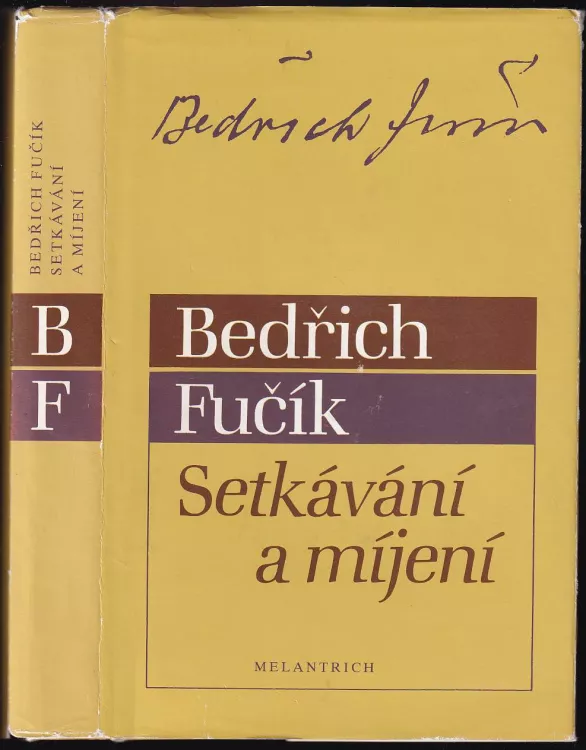 BEDŘICH FUČÍK
SETKÁVÁNÍ
A MÍJENÍ
B
F
Bedřich Fučík
Bedřich
Fučík
Setkávání
a míjení
MELANTRICH